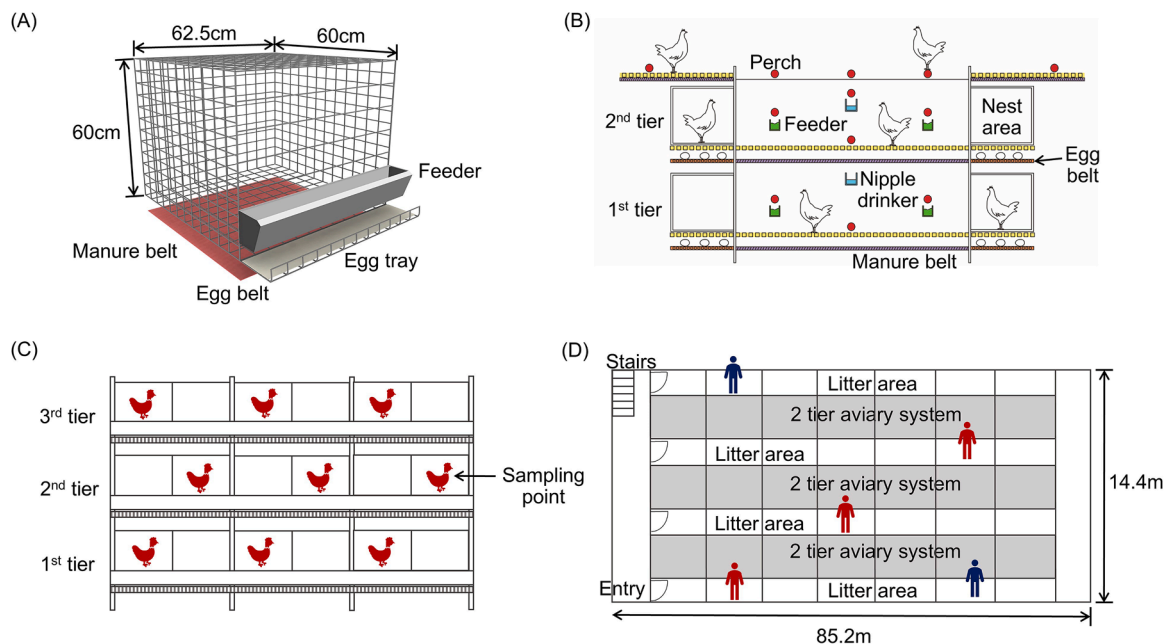 (A)
62.5cm
60cm
60cm
Feeder
Manure belt
Egg tray
Egg belt
(B)
Perch
2nd tier
Feeder
Nest
area
Egg
belt
Nipple
drinker
1st tier
Manure belt
(C)
3rd tier
2nd tier
Sampling
point
1st tier
(D)
Stairs
Litter area
2 tier aviary system
Litter area
2 tier aviary system
14.4m
Litter area
2 tier aviary system
Entry
Litter area
85.2m